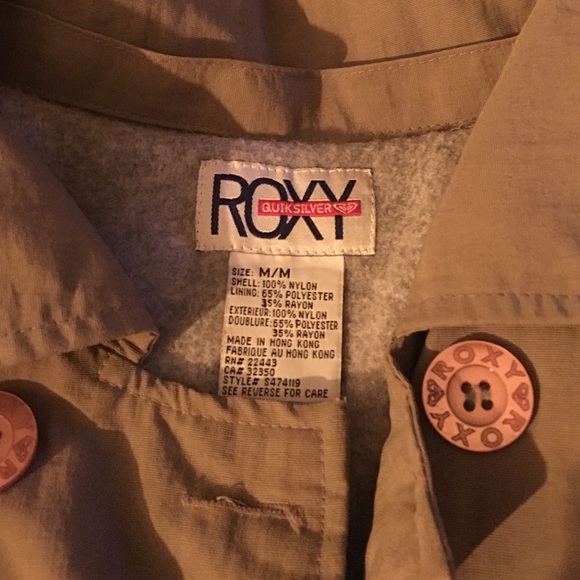 ROXY
QUIKSILVER
SIZE: M/M
SHELL: 100% NYLON
LINING: 65% POLYESTER
35% RAYON
EXTERIEUR: 100% NYLON
DOUBLURE: 65% POLYESTER
35% RAYON
MADE IN HONG KONG
FABRIQUE AU HONG KONG
RN# 22443
CA# 32350
STYLE# S474119
SEE REVERSE FOR CARE
ROXY
ROXY